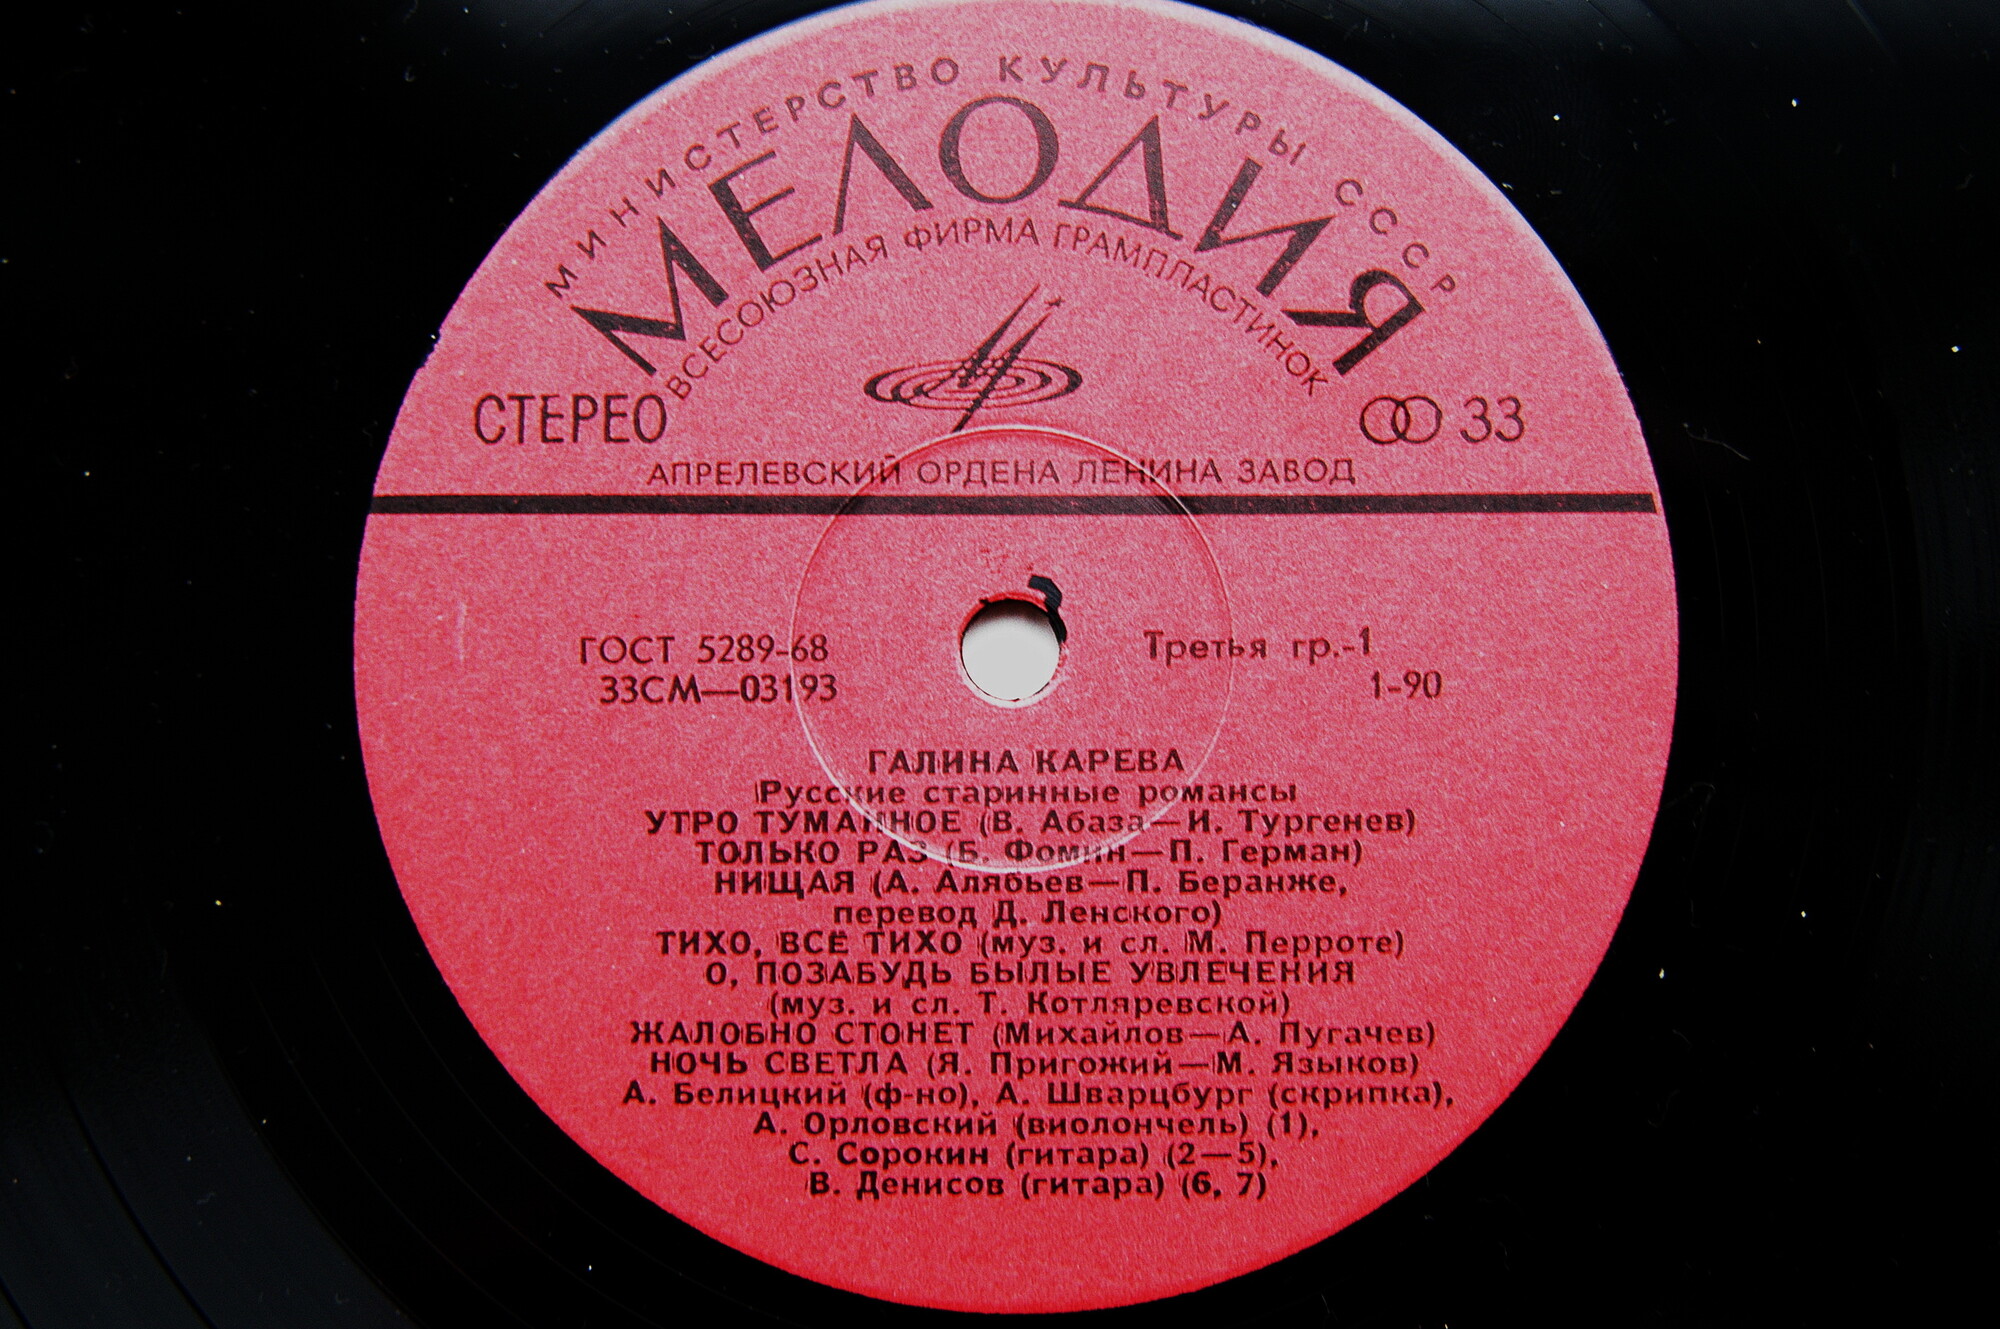 МИНИСТЕРСТВО КУЛЬТУРЫ СССР
МЕЛОДИЯ
ВСЕСОЮЗНАЯ ФИРМА ГРАМПЛАСТИНОК
СТЕРЕО 33
АПРЕЛЕВСКИЙ ОРДЕНА ЛЕНИНА ЗАВОД
ГОСТ 5289-68 Третья гр.-1
33СМ—03193 1-90
ГАЛИНА КАРЕВА
Русские старинные романсы
УТРО ТУМАННОЕ (В. Абаза—И. Тургенев)
ТОЛЬКО РАЗ (Б. Фомин—П. Герман)
НИЩАЯ (А. Алябьев—П. Беранже,
перевод Д. Ленского)
ТИХО, ВСЕ ТИХО (муз. и сл. М. Перроте)
О, ПОЗАБУДЬ БЫЛЫЕ УВЛЕЧЕНИЯ
(муз. и сл. Т. Котляревской)
ЖАЛОБНО СТОНЕТ (Михайлов—А. Пугачев)
НОЧЬ СВЕТЛА (Я. Пригожий—М. Языков)
А. Белицкий (ф-но), А. Шварцбург (скрипка),
А. Орловский (виолончель) (1),
С. Сорокин (гитара) (2—5),
В. Денисов (гитара) (6, 7)